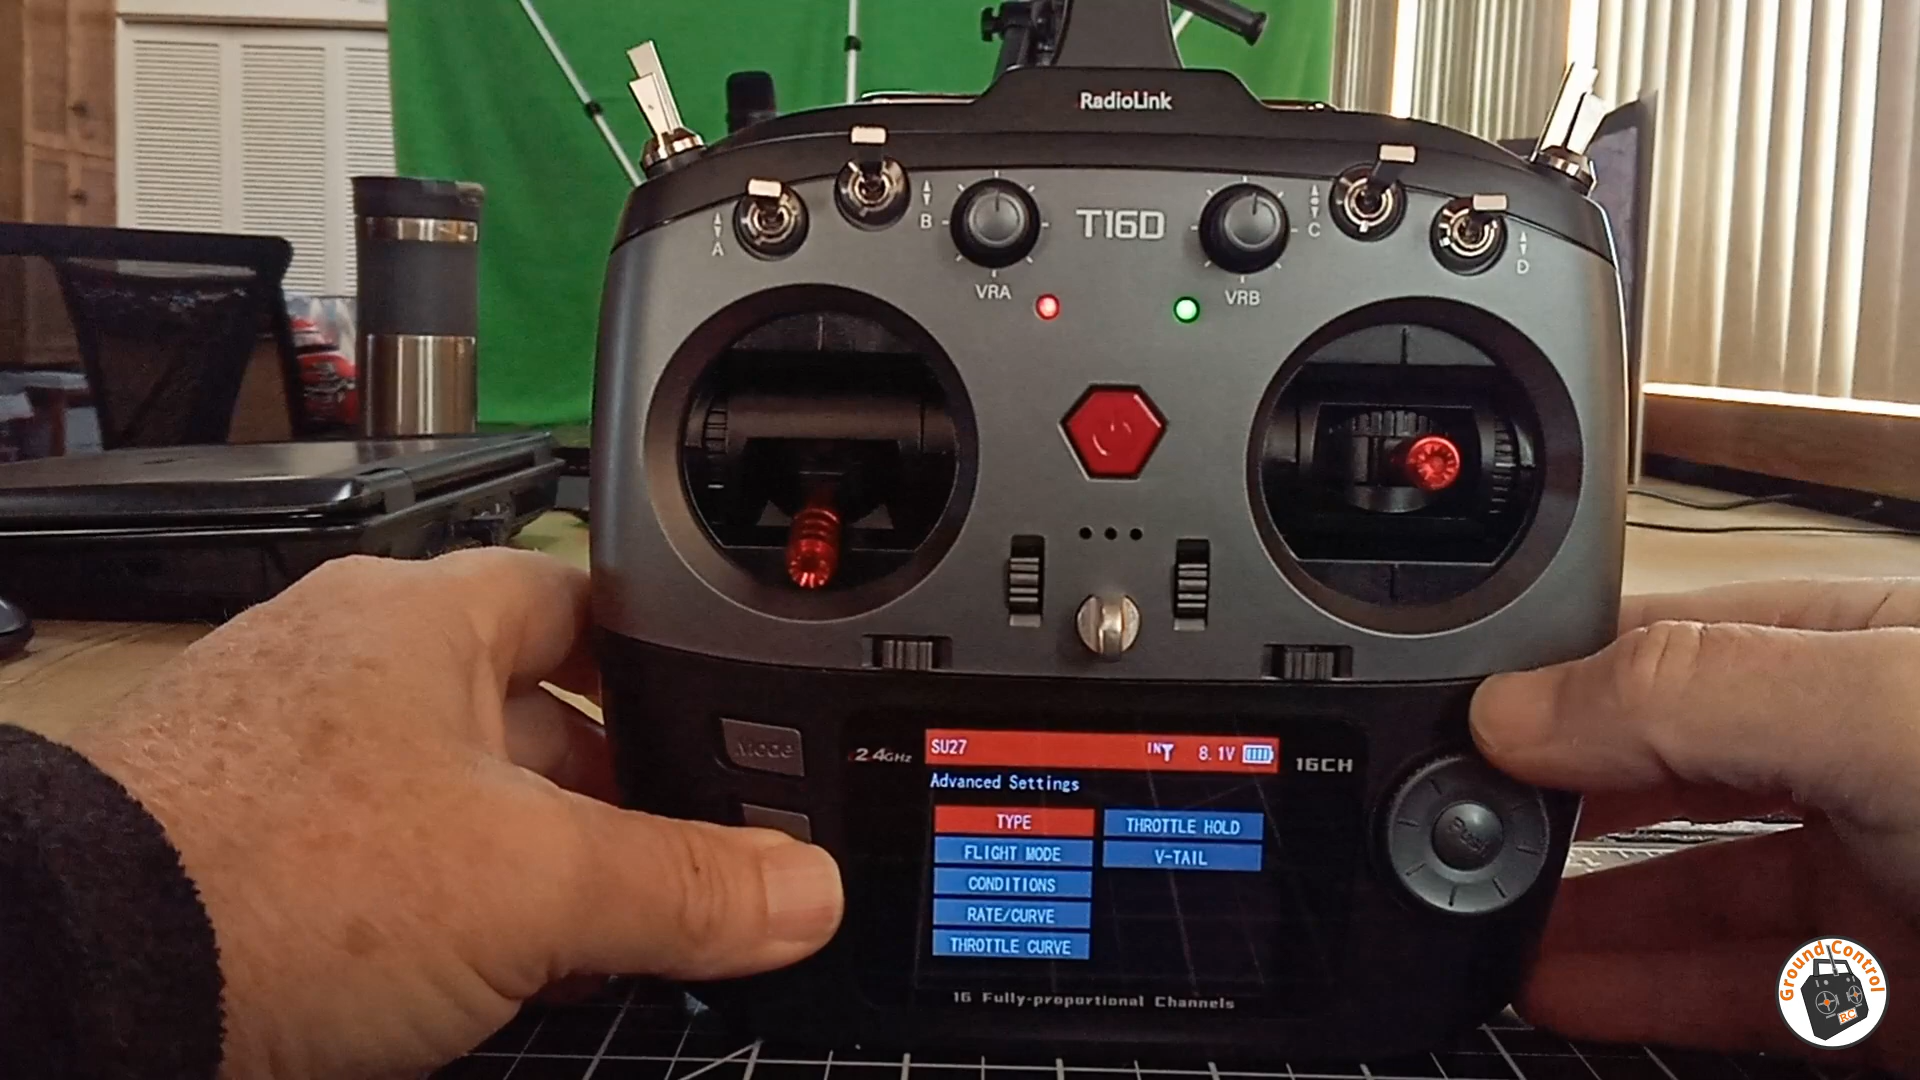 RadioLink
T16D
A
B
C
D
VRA
VRB
Mode
2.4GHz
16CH
SU27
IN
8.1V
Advanced Settings
TYPE
THROTTLE HOLD
FLIGHT MODE
V-TAIL
CONDITIONS
RATE/CURVE
THROTTLE CURVE
Push
16 Fully-proportional Channels
Ground Control
RC